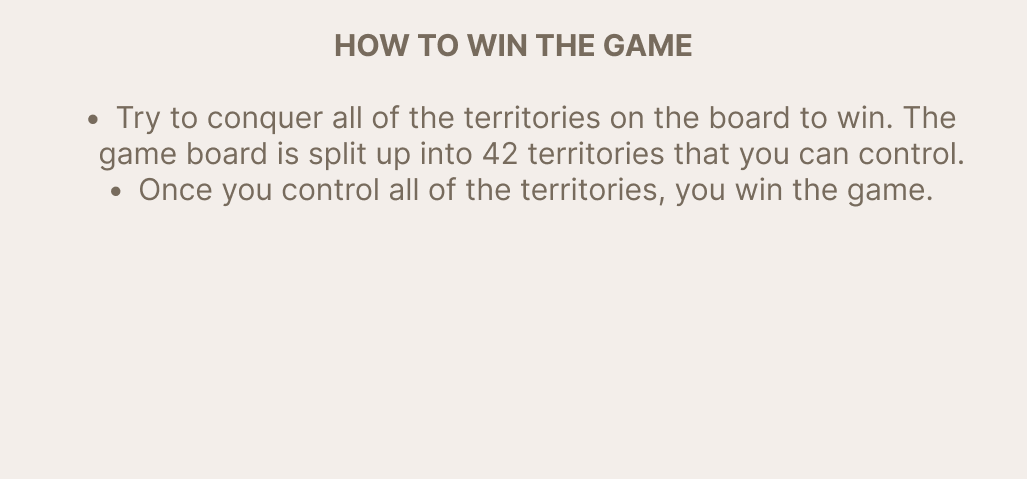 HOW TO WIN THE GAME
• Try to conquer all of the territories on the board to win. The
game board is split up into 42 territories that you can control.
• Once you control all of the territories, you win the game.